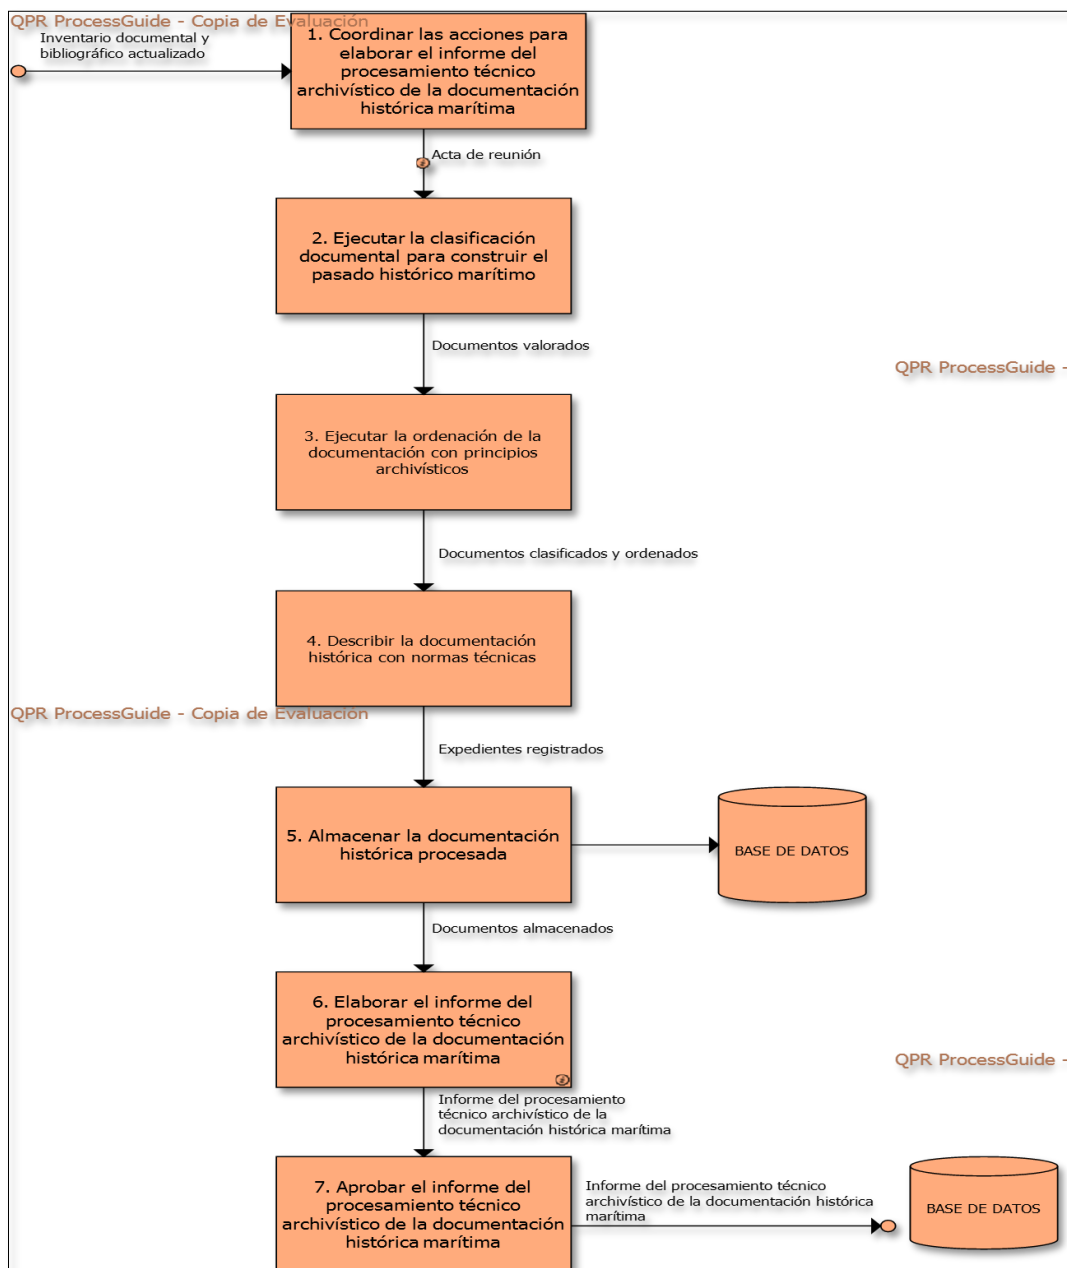 QPR ProcessGuide - Copia de Evaluación
Inventario documental y
bibliográfico actualizado
1. Coordinar las acciones para
elaborar el informe del
procesamiento técnico
archivístico de la documentación
histórica marítima
Acta de reunión
2. Ejecutar la clasificación
documental para construir el
pasado histórico marítimo
Documentos valorados
QPR ProcessGuide -
3. Ejecutar la ordenación de la
documentación con principios
archivísticos
Documentos clasificados y ordenados
4. Describir la documentación
histórica con normas técnicas
QPR ProcessGuide - Copia de Evaluación
Expedientes registrados
5. Almacenar la documentación
histórica procesada
BASE DE DATOS
Documentos almacenados
6. Elaborar el informe del
procesamiento técnico
archivístico de la documentación
histórica marítima
QPR ProcessGuide -
Informe del procesamiento
técnico archivístico de la
documentación histórica marítima
7. Aprobar el informe del
procesamiento técnico
archivístico de la documentación
histórica marítima
Informe del procesamiento técnico
archivístico de la documentación histórica
marítima
BASE DE DATOS